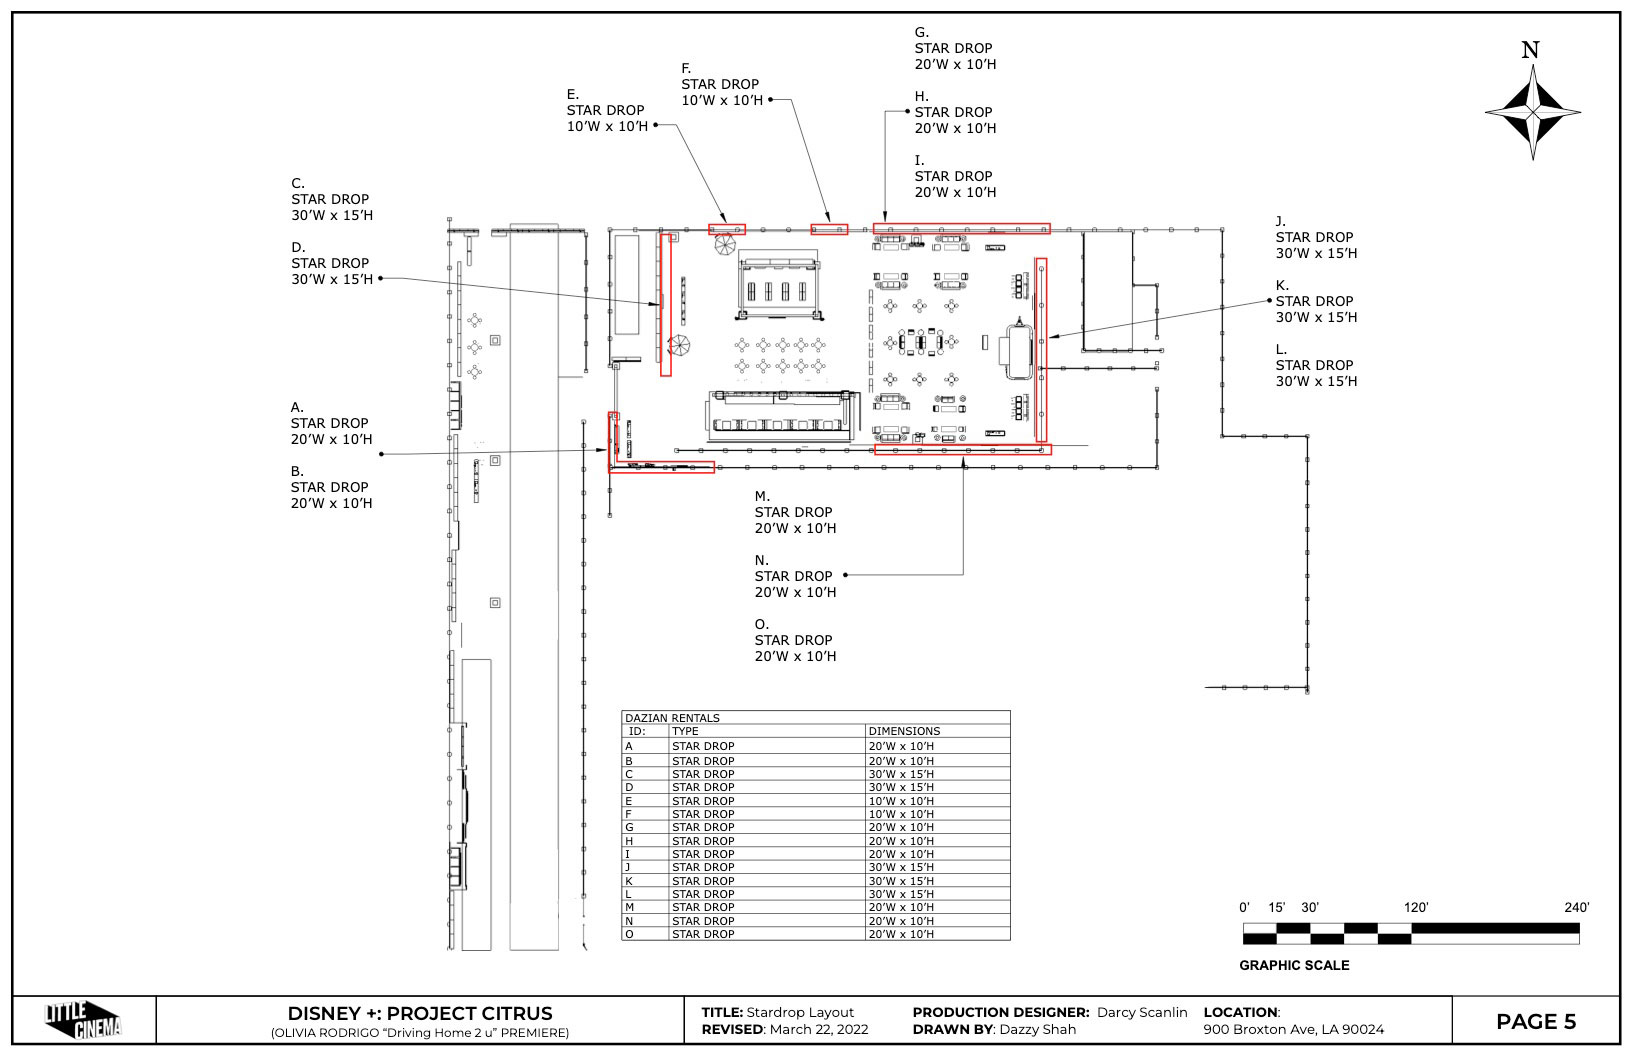 G.
STAR DROP
20’W x 10’H
N
F.
STAR DROP
10’W x 10’H
E.
STAR DROP
10’W x 10’H
H.
STAR DROP
20’W x 10’H
I.
STAR DROP
20’W x 10’H
C.
STAR DROP
30’W x 15’H
D.
STAR DROP
30’W x 15’H
J.
STAR DROP
30’W x 15’H
K.
STAR DROP
30’W x 15’H
L.
STAR DROP
30’W x 15’H
A.
STAR DROP
20’W x 10’H
B.
STAR DROP
20’W x 10’H
M.
STAR DROP
20’W x 10’H
N.
STAR DROP
20’W x 10’H
O.
STAR DROP
20’W x 10’H
DAZIAN RENTALS
ID: TYPE DIMENSIONS
A STAR DROP 20’W x 10’H
B STAR DROP 20’W x 10’H
C STAR DROP 30’W x 15’H
D STAR DROP 30’W x 15’H
E STAR DROP 10’W x 10’H
F STAR DROP 10’W x 10’H
G STAR DROP 20’W x 10’H
H STAR DROP 20’W x 10’H
I STAR DROP 20’W x 10’H
J STAR DROP 30’W x 15’H
K STAR DROP 30’W x 15’H
L STAR DROP 30’W x 15’H
M STAR DROP 20’W x 10’H
N STAR DROP 20’W x 10’H
O STAR DROP 20’W x 10’H
0' 15' 30' 120' 240'
GRAPHIC SCALE
LITTLE
CINEMA
DISNEY +: PROJECT CITRUS
(OLIVIA RODRIGO “Driving Home 2 u” PREMIERE)
TITLE: Stardrop Layout
REVISED: March 22, 2022
PRODUCTION DESIGNER: Darcy Scanlin
DRAWN BY: Dazzy Shah
LOCATION:
900 Broxton Ave, LA 90024
PAGE 5